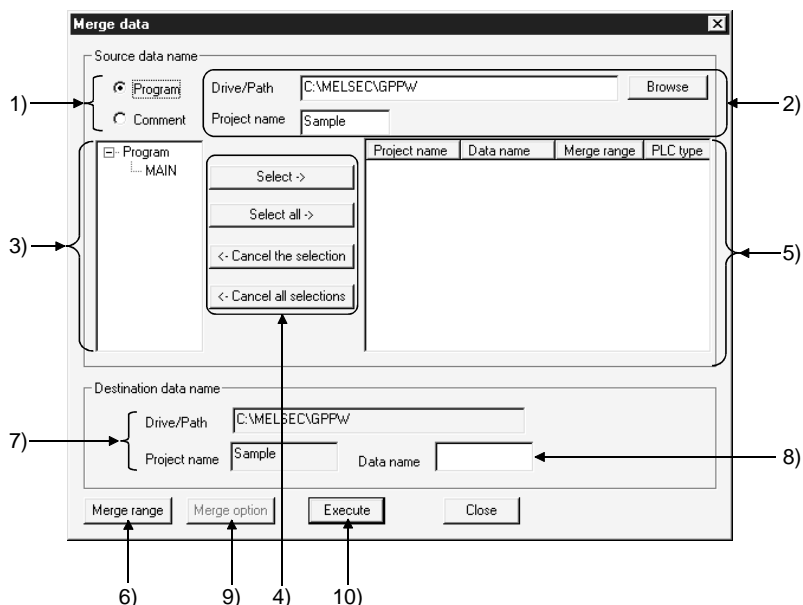 Merge data
Source data name
1)
Program
Comment
Drive/Path C:\MELSEC\GPPW Browse
Project name Sample
2)
3)
Program
MAIN
Select ->
Select all ->
<- Cancel the selection
<- Cancel all selections
Project name Data name Merge range PLC type
5)
Destination data name
7)
Drive/Path C:\MELSEC\GPPW
Project name Sample Data name
8)
Merge range Merge option Execute Close
6) 9) 4) 10)